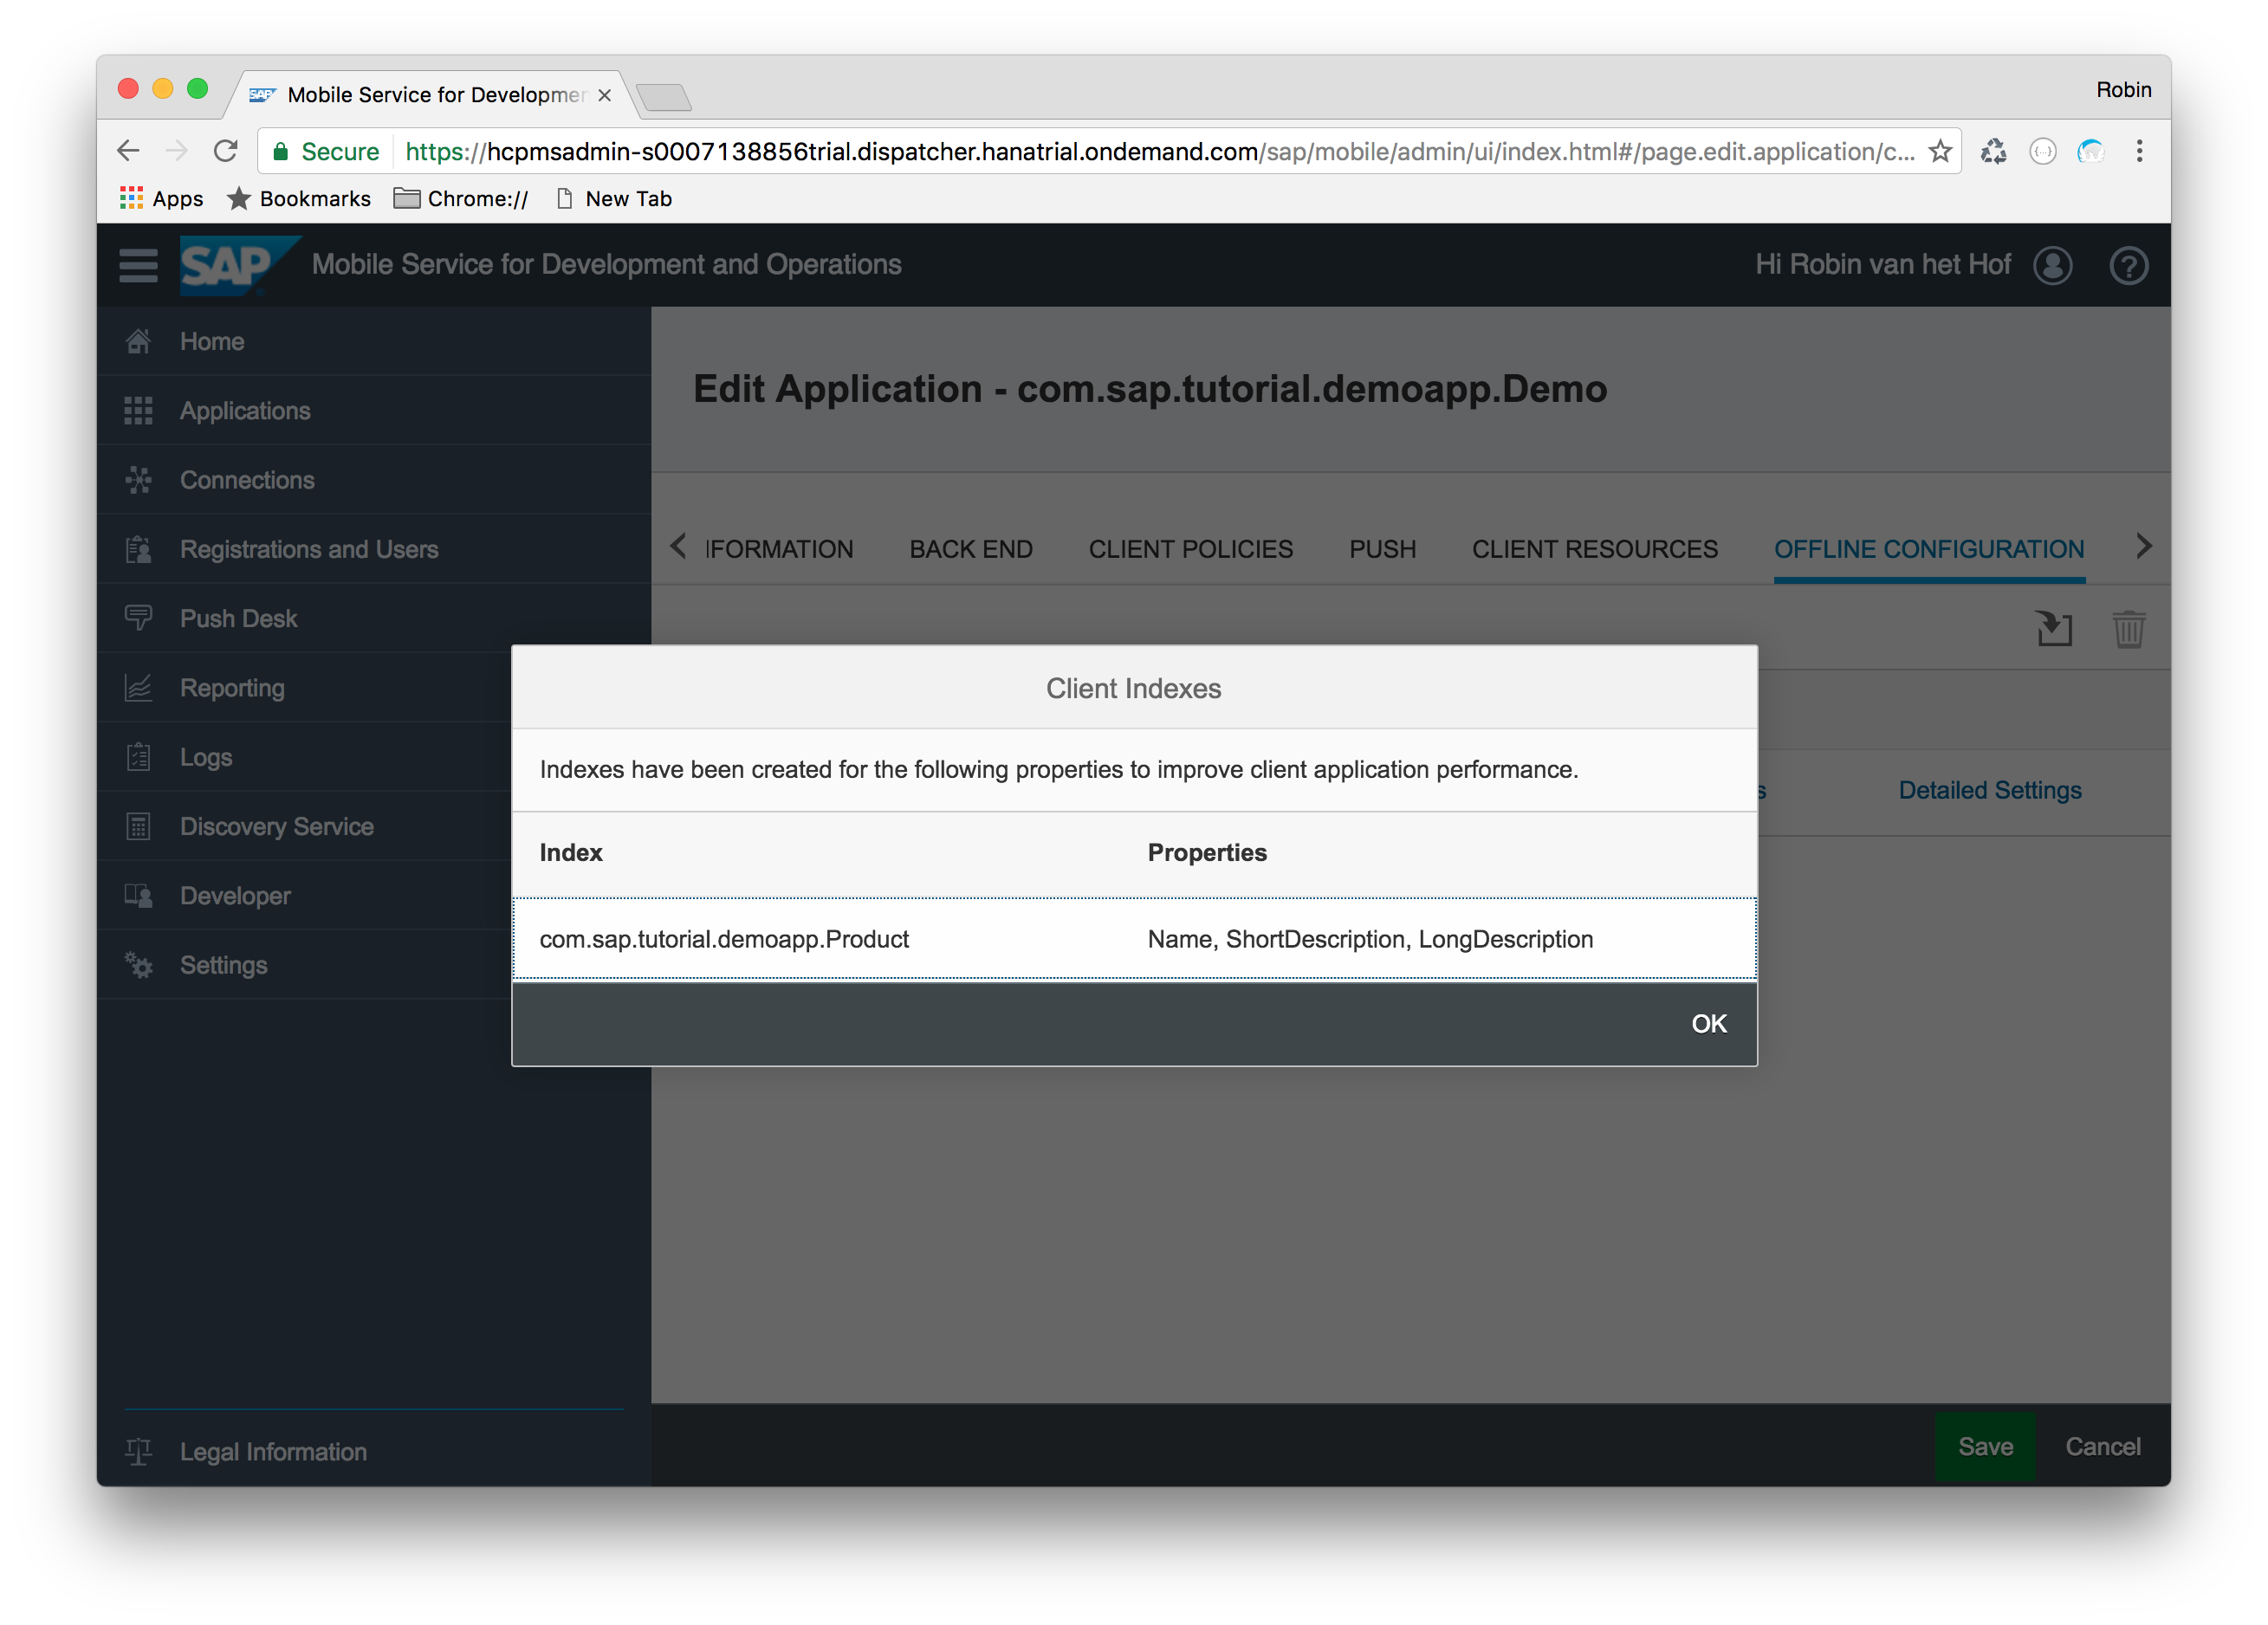 Mobile Service for Developmen
Robin
Secure https://hcpmsadmin-s0007138856trial.dispatcher.hanatrial.ondemand.com/sap/mobile/admin/ui/index.html#/page.edit.application/c...
Apps Bookmarks Chrome:// New Tab
SAP Mobile Service for Development and Operations Hi Robin van het Hof
Home
Applications
Connections
Registrations and Users
Push Desk
Reporting
Logs
Discovery Service
Developer
Settings
Legal Information
Edit Application - com.sap.tutorial.demoapp.Demo
IFORMATION BACK END CLIENT POLICIES PUSH CLIENT RESOURCES OFFLINE CONFIGURATION
s Detailed Settings
Client Indexes
Indexes have been created for the following properties to improve client application performance.
Index Properties
com.sap.tutorial.demoapp.Product Name, ShortDescription, LongDescription
OK
Save Cancel